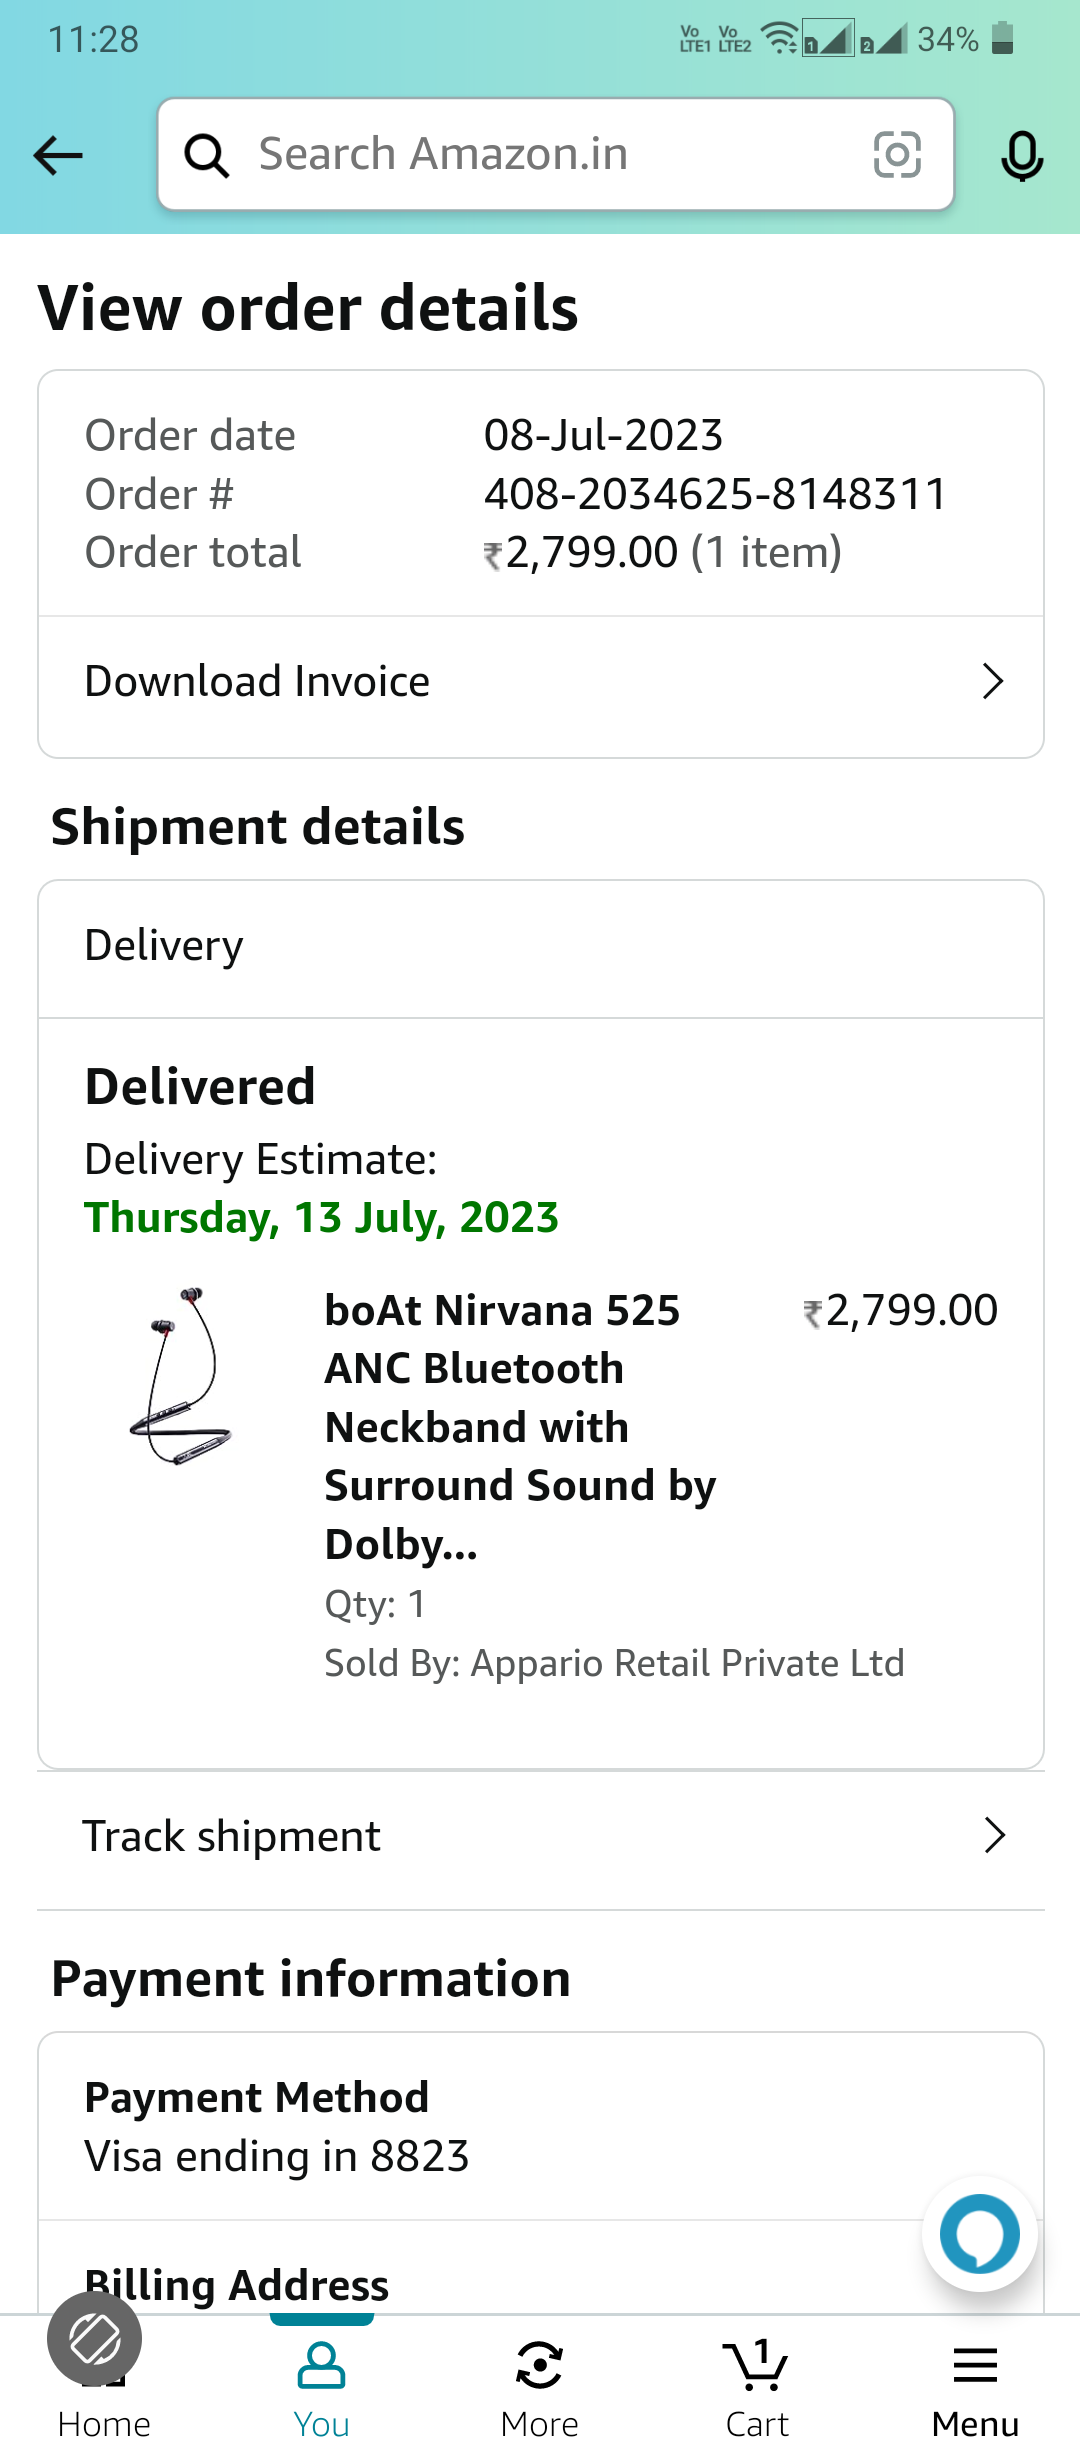 11:28
Vo LTE1 Vo LTE2 1 2 34%
Search Amazon.in
View order details
Order date 08-Jul-2023
Order # 408-2034625-8148311
Order total ₹2,799.00 (1 item)
Download Invoice
Shipment details
Delivery
Delivered
Delivery Estimate:
Thursday, 13 July, 2023
boAt Nirvana 525 ₹2,799.00
ANC Bluetooth
Neckband with
Surround Sound by
Dolby...
Qty: 1
Sold By: Appario Retail Private Ltd
Track shipment
Payment information
Payment Method
Visa ending in 8823
Billing Address
1
Home You More Cart Menu